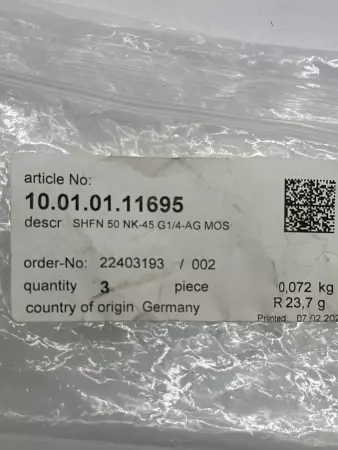 article No:
10.01.01.11695
descr SHFN 50 NK-45 G1/4-AG MOS
order-No: 22403193 / 002
quantity 3 piece 0,072 kg
country of origin Germany R 23,7 g
Printed: 07.02.202